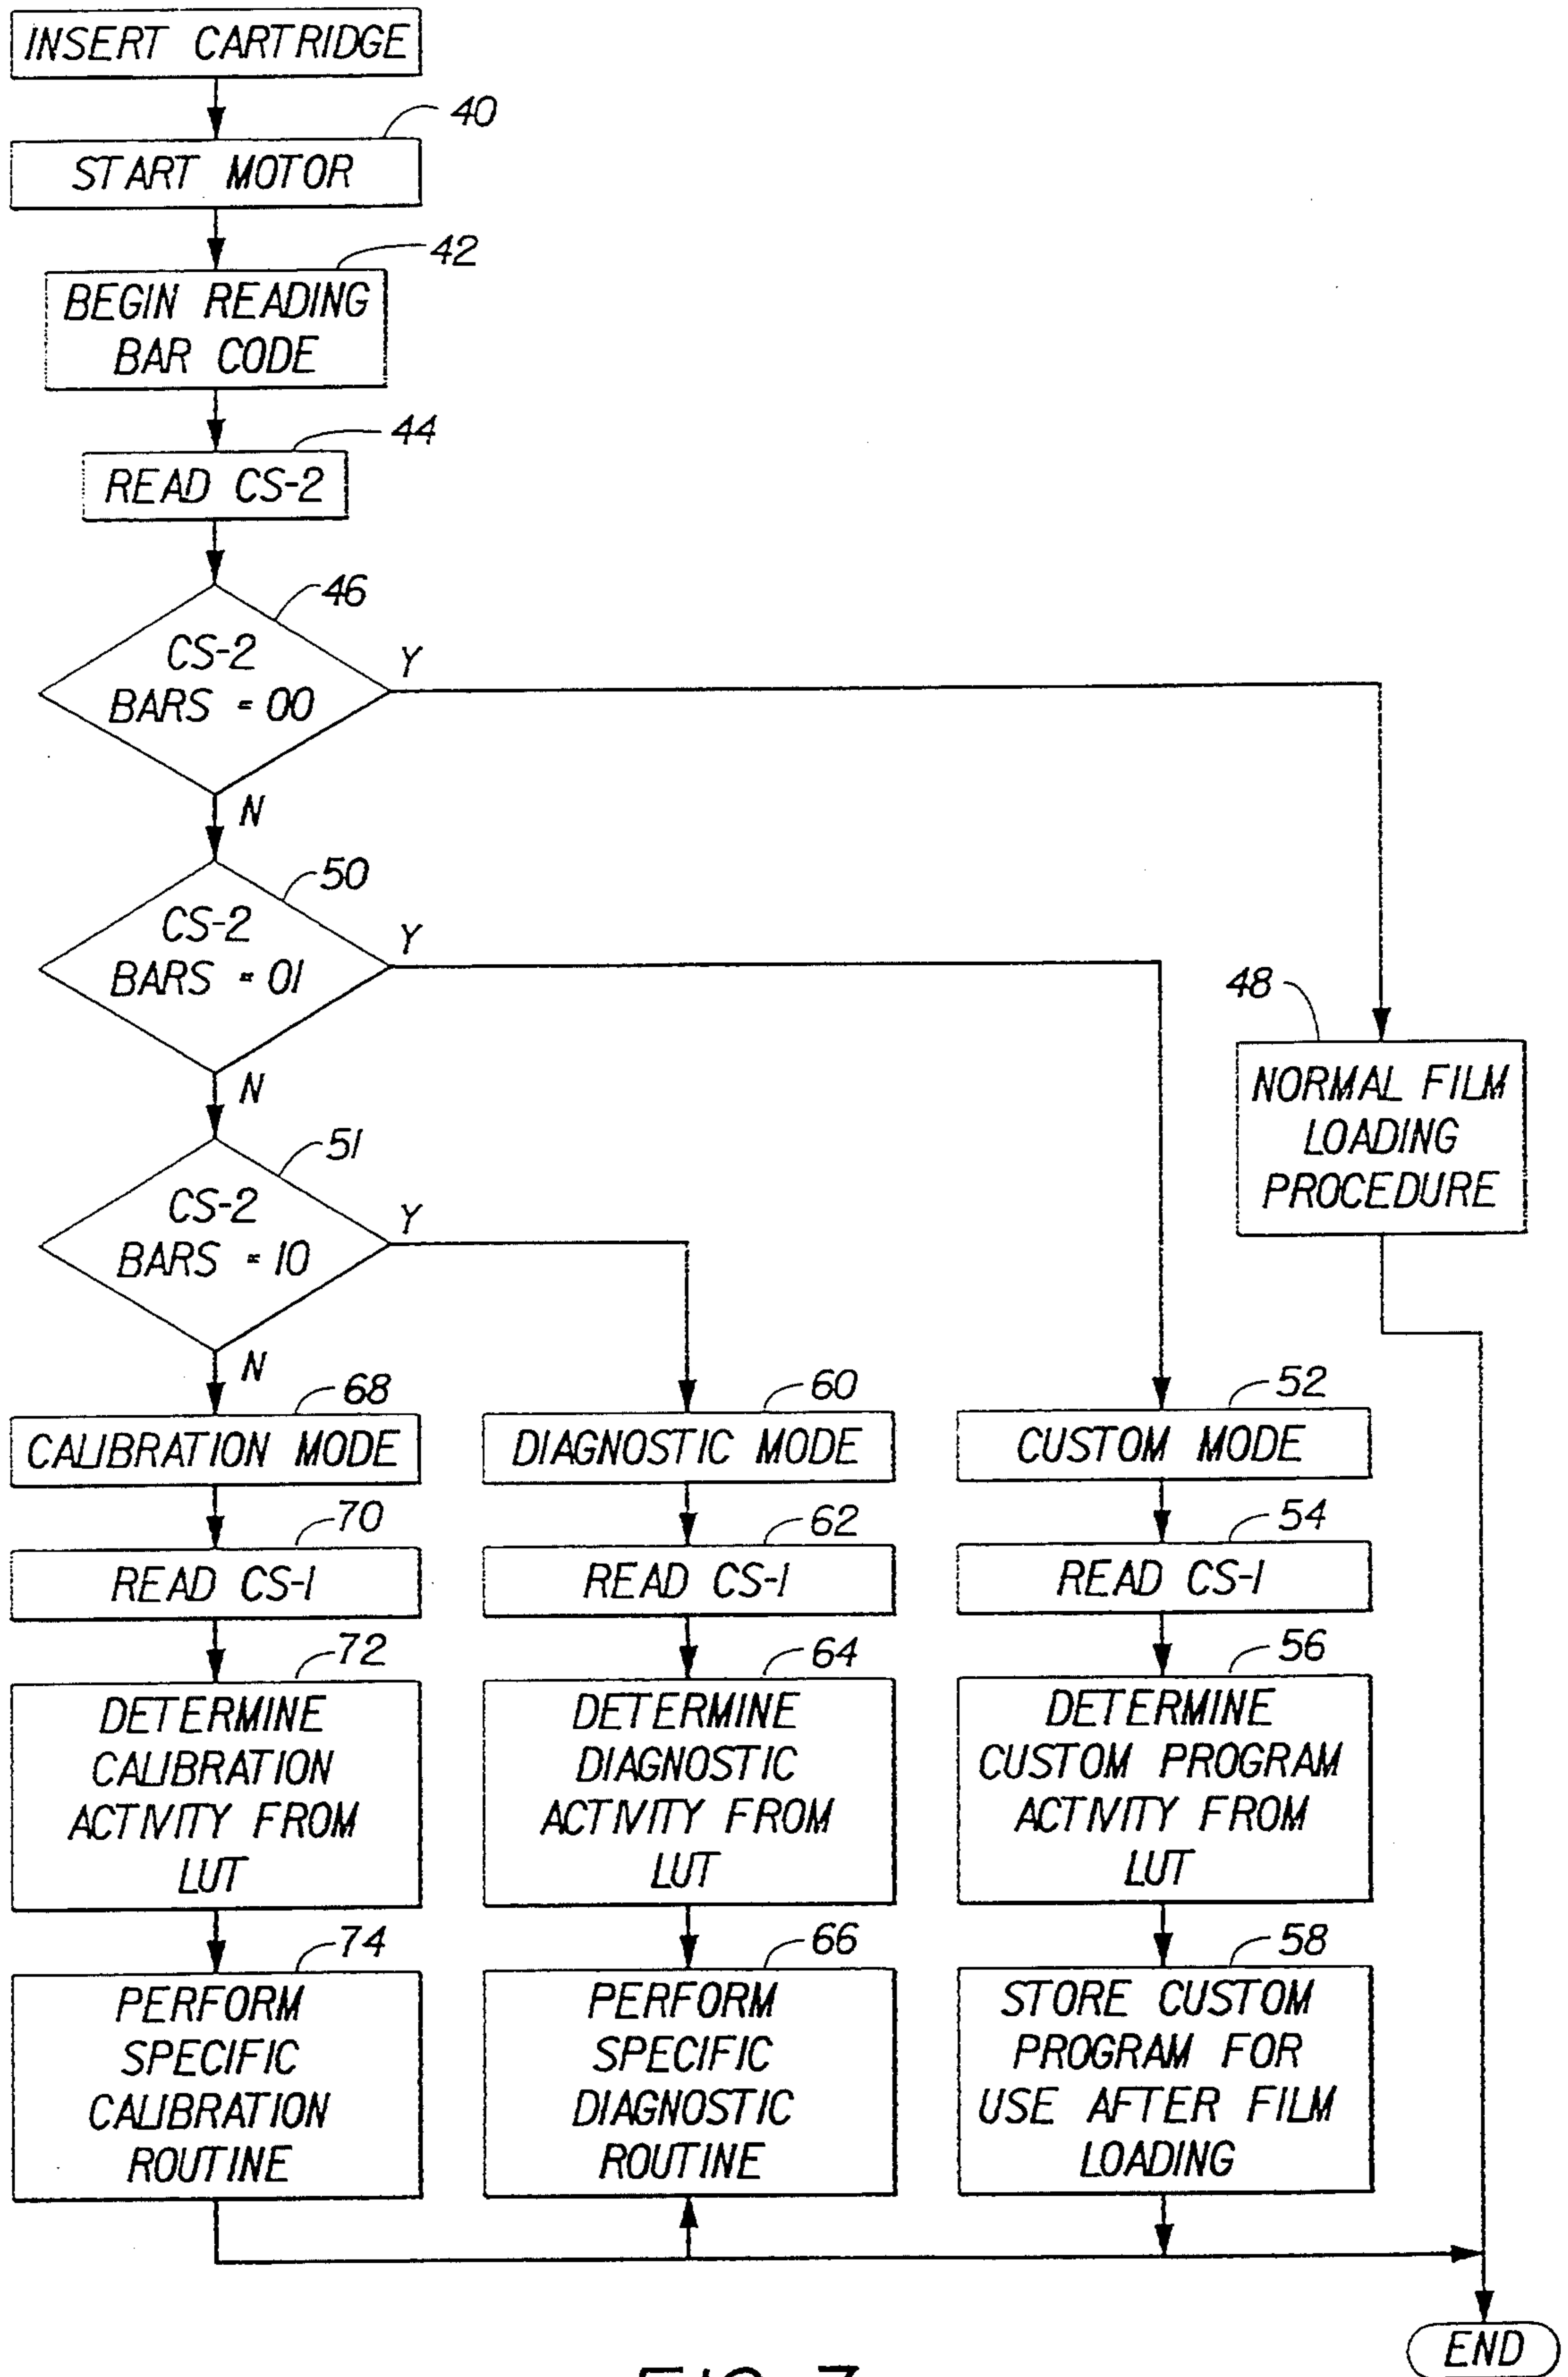 INSERT CARTRIDGE
40
START MOTOR
42
BEGIN READING
BAR CODE
44
READ CS-2
46
CS-2
BARS = 00
Y
N
50
CS-2
BARS = 01
Y
N
48
NORMAL FILM
LOADING
PROCEDURE
51
CS-2
BARS = 10
Y
N
68
CALIBRATION MODE
70
READ CS-1
72
DETERMINE
CALIBRATION
ACTIVITY FROM
LUT
74
PERFORM
SPECIFIC
CALIBRATION
ROUTINE
60
DIAGNOSTIC MODE
62
READ CS-1
64
DETERMINE
DIAGNOSTIC
ACTIVITY FROM
LUT
66
PERFORM
SPECIFIC
DIAGNOSTIC
ROUTINE
52
CUSTOM MODE
54
READ CS-1
56
DETERMINE
CUSTOM PROGRAM
ACTIVITY FROM
LUT
58
STORE CUSTOM
PROGRAM FOR
USE AFTER FILM
LOADING
END